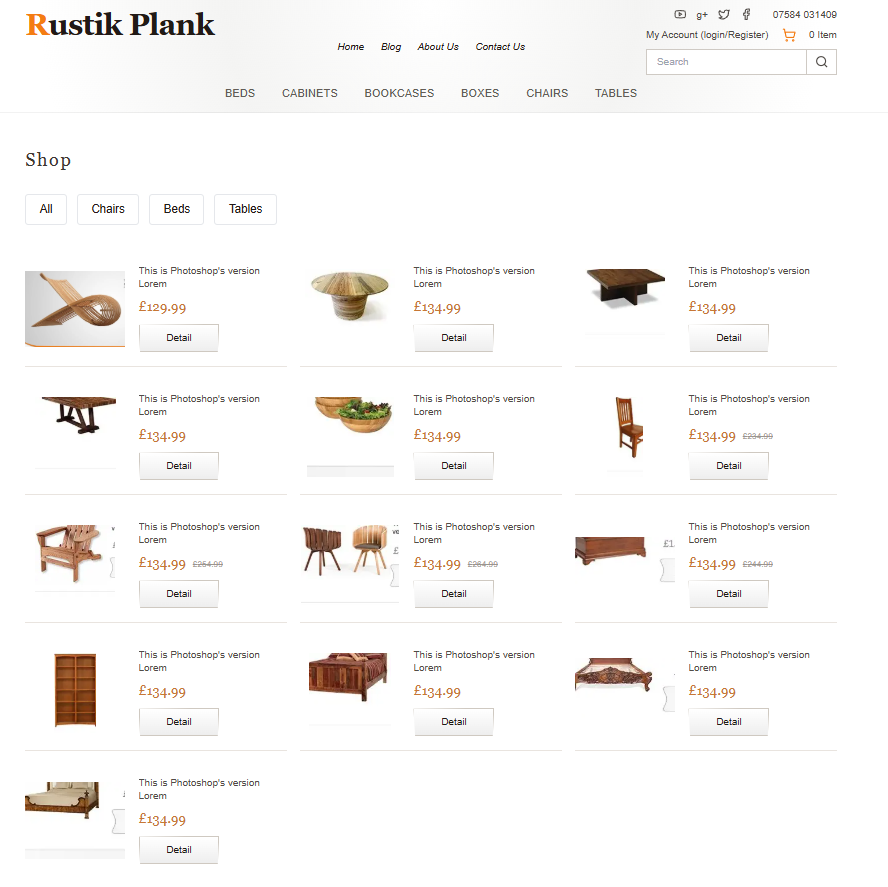 Rustik Plank
g+ 07584 031409
My Account (login/Register) 0 Item
Home Blog About Us Contact Us
Search
BEDS CABINETS BOOKCASES BOXES CHAIRS TABLES
Shop
All Chairs Beds Tables
This is Photoshop's version
Lorem
£129.99
Detail
This is Photoshop's version
Lorem
£134.99
Detail
This is Photoshop's version
Lorem
£134.99
Detail
This is Photoshop's version
Lorem
£134.99
Detail
This is Photoshop's version
Lorem
£134.99
Detail
This is Photoshop's version
Lorem
£134.99 £234.99
Detail
This is Photoshop's version
Lorem
£134.99 £254.99
Detail
This is Photoshop's version
Lorem
£134.99 £264.99
Detail
£1
This is Photoshop's version
Lorem
£134.99 £244.99
Detail
This is Photoshop's version
Lorem
£134.99
Detail
This is Photoshop's version
Lorem
£134.99
Detail
This is Photoshop's version
Lorem
£134.99
Detail
This is Photoshop's version
Lorem
£134.99
Detail